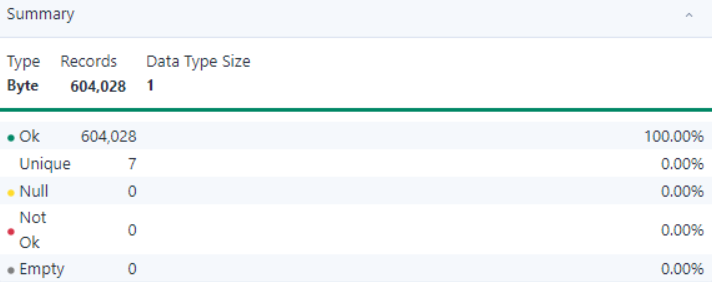 Summary
Type Records Data Type Size
Byte 604,028 1
Ok 604,028 100.00%
Unique 7 0.00%
Null 0 0.00%
Not
Ok 0 0.00%
Empty 0 0.00%